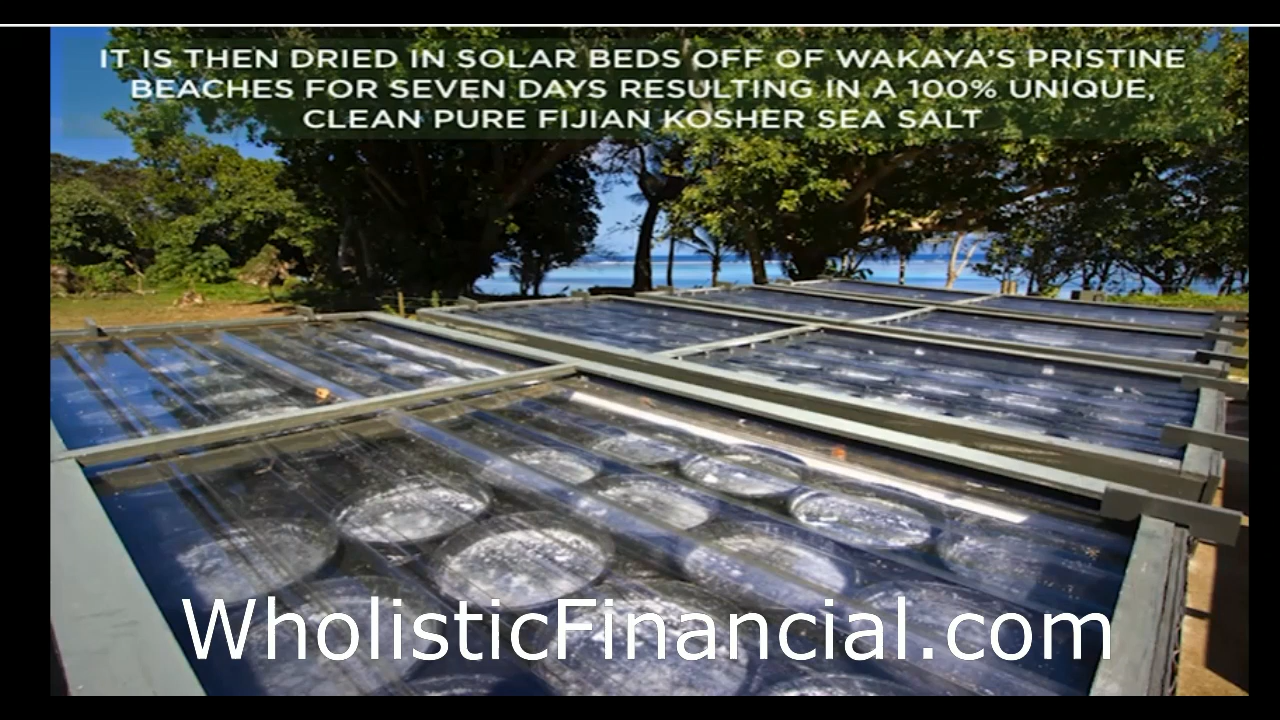 IT IS THEN DRIED IN SOLAR BEDS OFF OF WAKAYA'S PRISTINE
BEACHES FOR SEVEN DAYS RESULTING IN A 100% UNIQUE,
CLEAN PURE FIJIAN KOSHER SEA SALT
WholisticFinancial.com